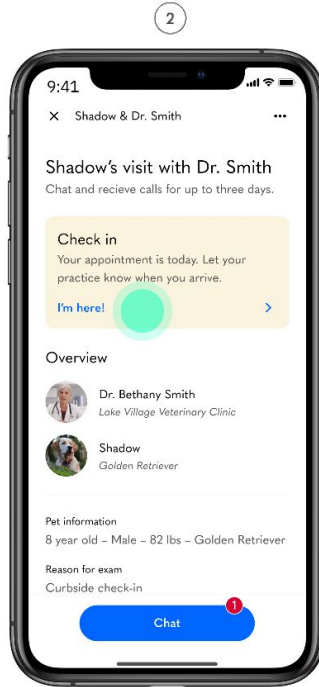 2
9:41
Shadow & Dr. Smith
Shadow's visit with Dr. Smith
Chat and recieve calls for up to three days.
Check in
Your appointment is today. Let your
practice know when you arrive.
I'm here!
Overview
Dr. Bethany Smith
Lake Village Veterinary Clinic
Shadow
Golden Retriever
Pet information
8 year old – Male – 82 lbs – Golden Retriever
Reason for exam
Curbside check-in
1
Chat